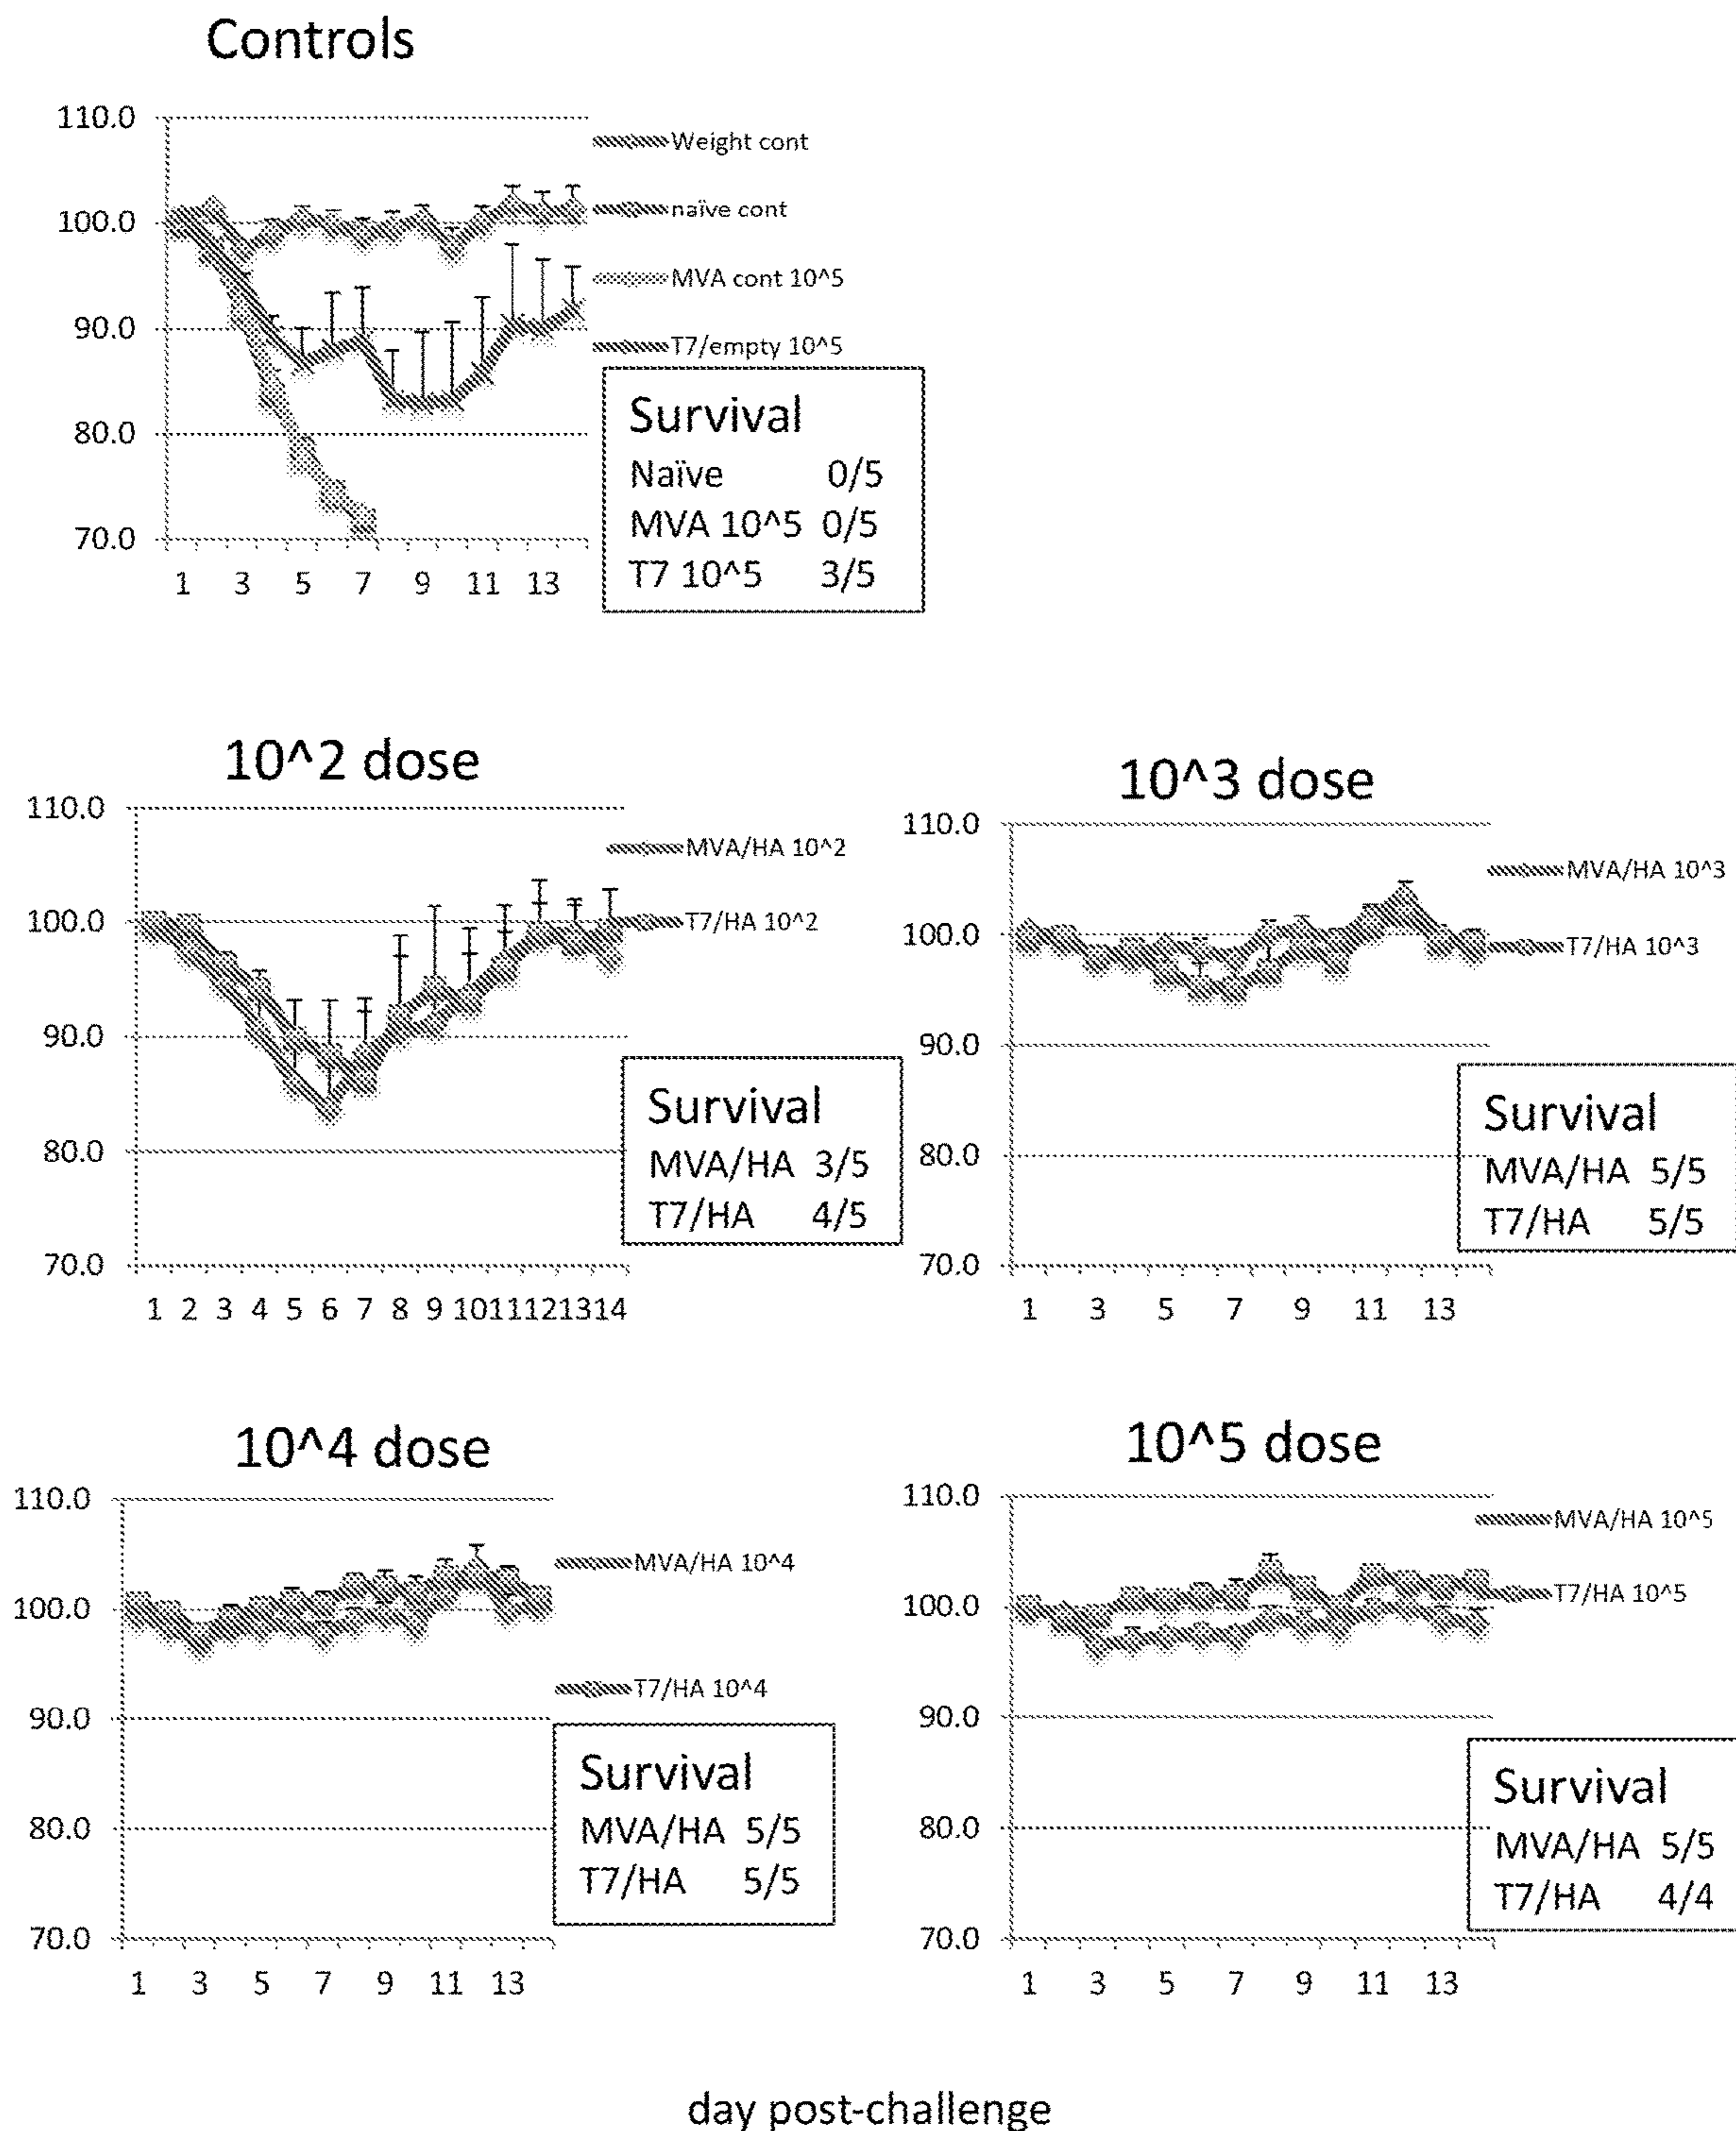 Controls
110.0
100.0
90.0
80.0
70.0
1 3 5 7 9 11 13
Weight cont
naïve cont
MVA cont 10^5
T7/empty 10^5
Survival
Naïve 0/5
MVA 10^5 0/5
T7 10^5 3/5
10^2 dose
110.0
100.0
90.0
80.0
70.0
1 2 3 4 5 6 7 8 9 10 11 12 13 14
MVA/HA 10^2
T7/HA 10^2
Survival
MVA/HA 3/5
T7/HA 4/5
10^3 dose
110.0
100.0
90.0
80.0
70.0
1 3 5 7 9 11 13
MVA/HA 10^3
T7/HA 10^3
Survival
MVA/HA 5/5
T7/HA 5/5
10^4 dose
110.0
100.0
90.0
80.0
70.0
1 3 5 7 9 11 13
MVA/HA 10^4
T7/HA 10^4
Survival
MVA/HA 5/5
T7/HA 5/5
10^5 dose
110.0
100.0
90.0
80.0
70.0
1 3 5 7 9 11 13
MVA/HA 10^5
T7/HA 10^5
Survival
MVA/HA 5/5
T7/HA 4/4
day post-challenge